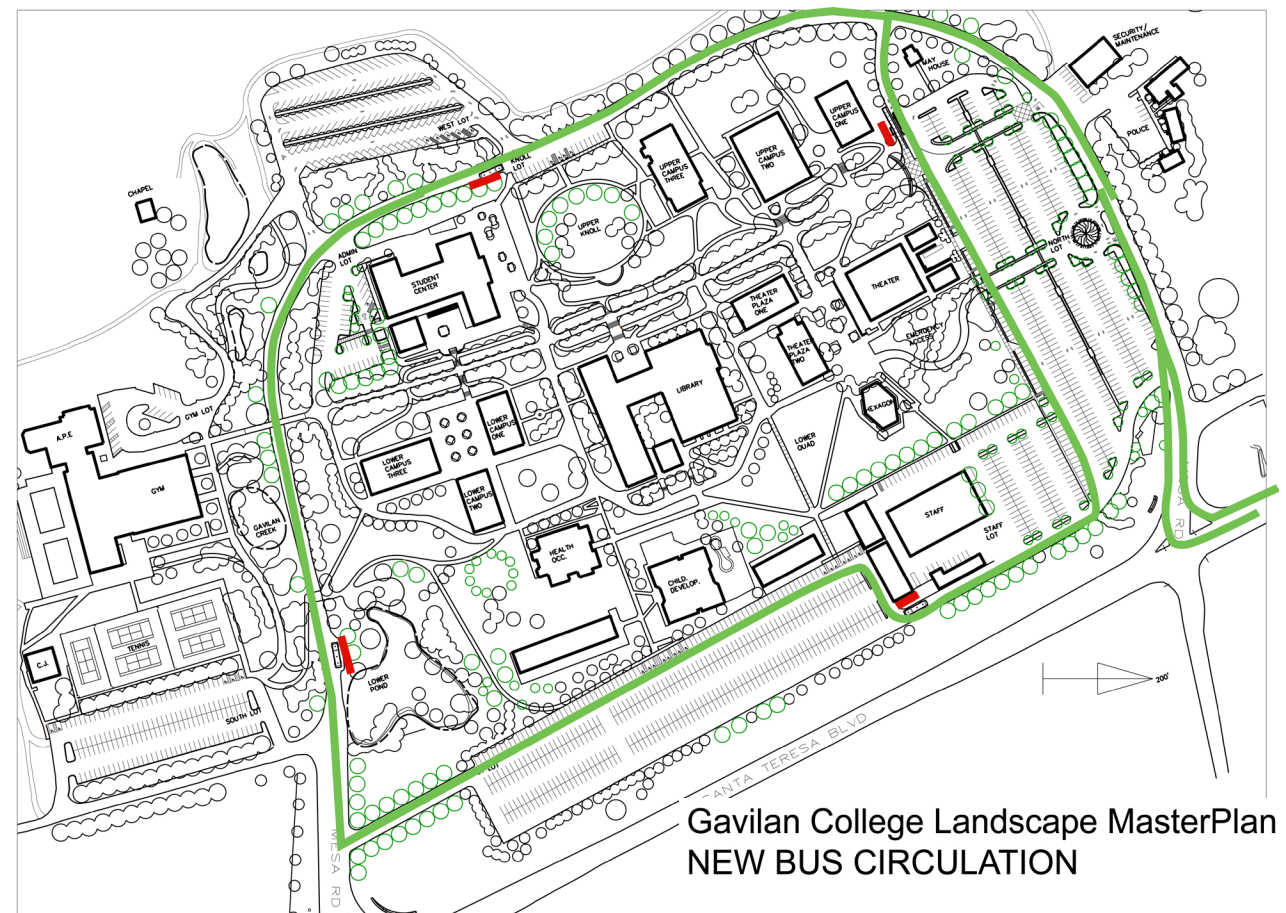 SECURITY/
MAINTENANCE
MAY
HOUSE
WEST LOT
UPPER
CAMPUS
ONE
POLICE
KNOLL
LOT
UPPER
CAMPUS
TWO
UPPER
CAMPUS
THREE
CHAPEL
UPPER
KNOLL
ADMIN
LOT
NORTH
LOT
STUDENT
CENTER
THEATER
THEATER
PLAZA
ONE
EMERGENCY
ACCESS
THEATE
PLAZA
TWO
LIBRARY
GYM LOT
HEXAGON
A.P.E
LOWER
CAMPUS
ONE
LOWER
QUAD
LOWER
CAMPUS
THREE
GYM
LOWER
CAMPUS
TWO
GAVILAN
CREEK
STAFF
STAFF
LOT
RD
HEALTH
OCC.
CHILD.
DEVELOP.
TENNIS
C.J.
LOWER
POND
200'
SOUTH LOT
LOT
SANTA TERESA BLVD
MESA RD
Gavilan College Landscape MasterPlan
NEW BUS CIRCULATION